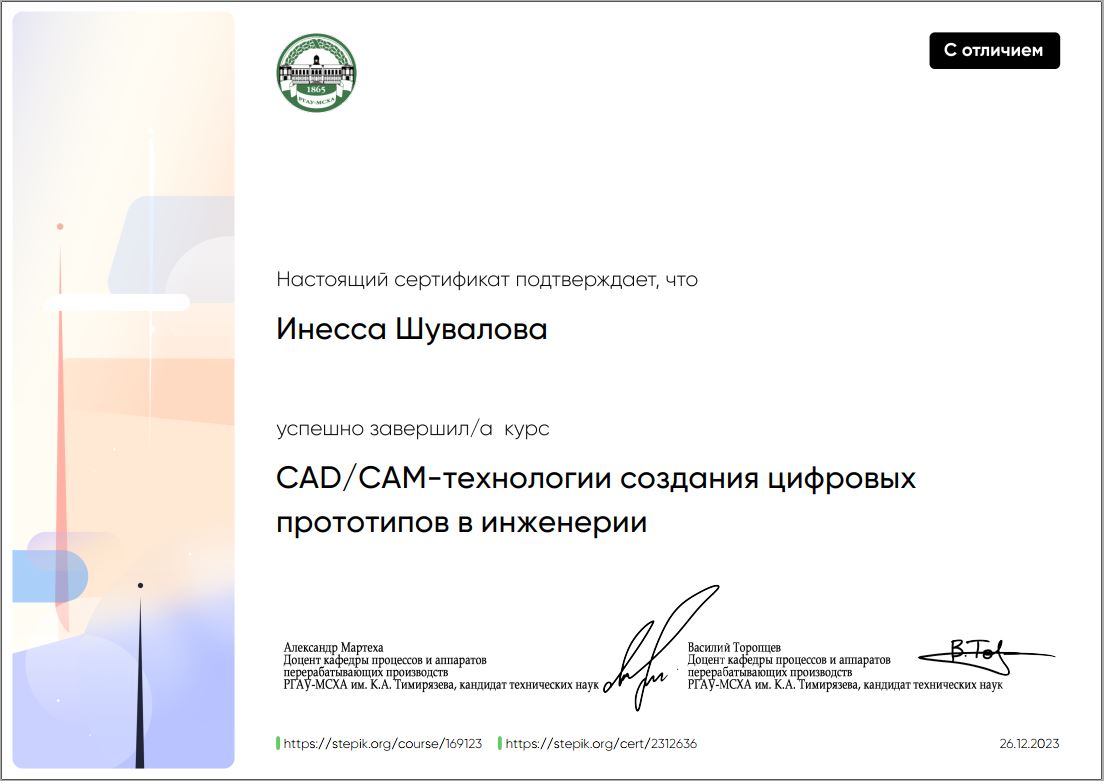 1865
РГАУ-МСХА
С отличием
Настоящий сертификат подтверждает, что
Инесса Шувалова
успешно завершил/а курс
CAD/CAM-технологии создания цифровых
прототипов в инженерии
Александр Мартеха
Доцент кафедры процессов и аппаратов
перерабатывающих производств
РГАУ-МСХА им. К.А. Тимирязева, кандидат технических наук
Василий Торопцев
Доцент кафедры процессов и аппаратов
перерабатывающих производств
РГАУ-МСХА им. К.А. Тимирязева, кандидат технических наук
https://stepik.org/course/169123
https://stepik.org/cert/2312636
26.12.2023